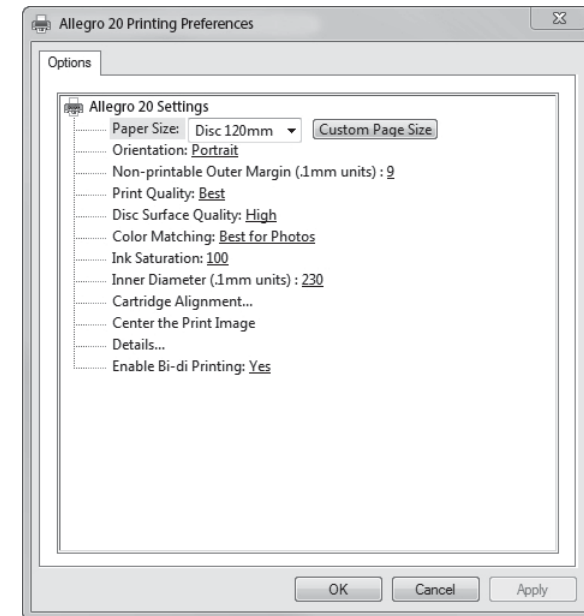 Allegro 20 Printing Preferences
Options
Allegro 20 Settings
Paper Size: Disc 120mm Custom Page Size
Orientation: Portrait
Non-printable Outer Margin (.1mm units) : 9
Print Quality: Best
Disc Surface Quality: High
Color Matching: Best for Photos
Ink Saturation: 100
Inner Diameter (.1mm units) : 230
Cartridge Alignment...
Center the Print Image
Details...
Enable Bi-di Printing: Yes
OK Cancel Apply